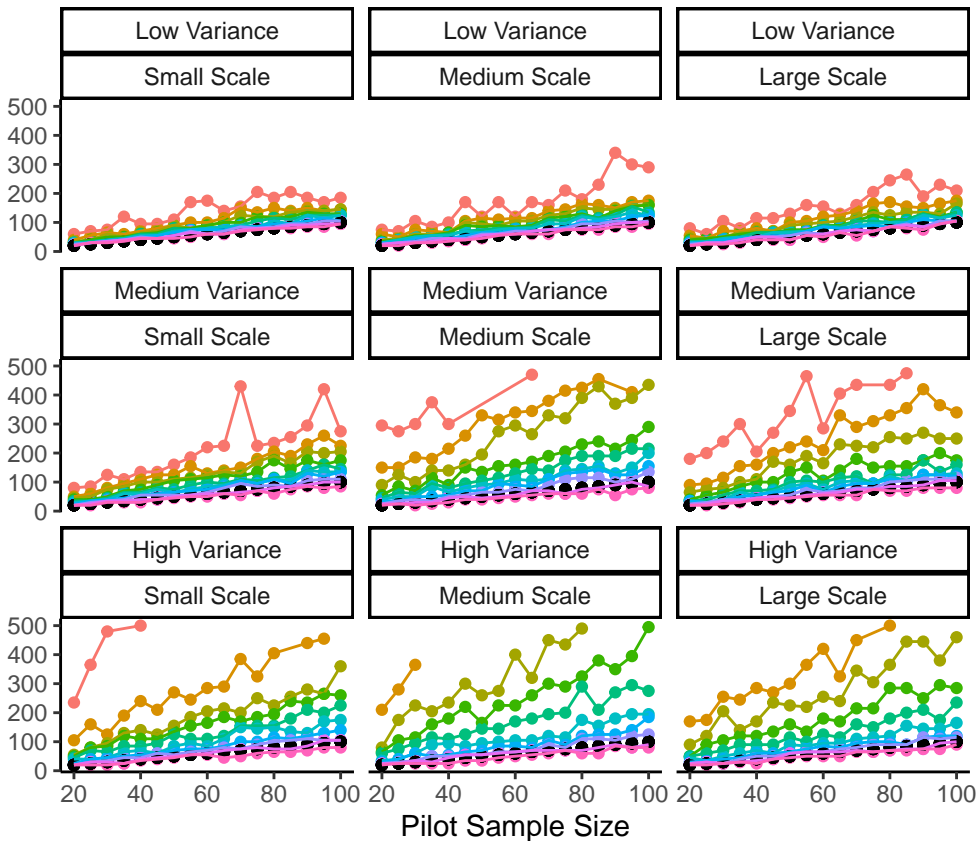 Low Variance Low Variance Low Variance
Small Scale Medium Scale Large Scale
500
400
300
200
100
0
Medium Variance Medium Variance Medium Variance
Small Scale Medium Scale Large Scale
500
400
300
200
100
0
High Variance High Variance High Variance
Small Scale Medium Scale Large Scale
500
400
300
200
100
0
20 40 60 80 100 20 40 60 80 100 20 40 60 80 100
Pilot Sample Size